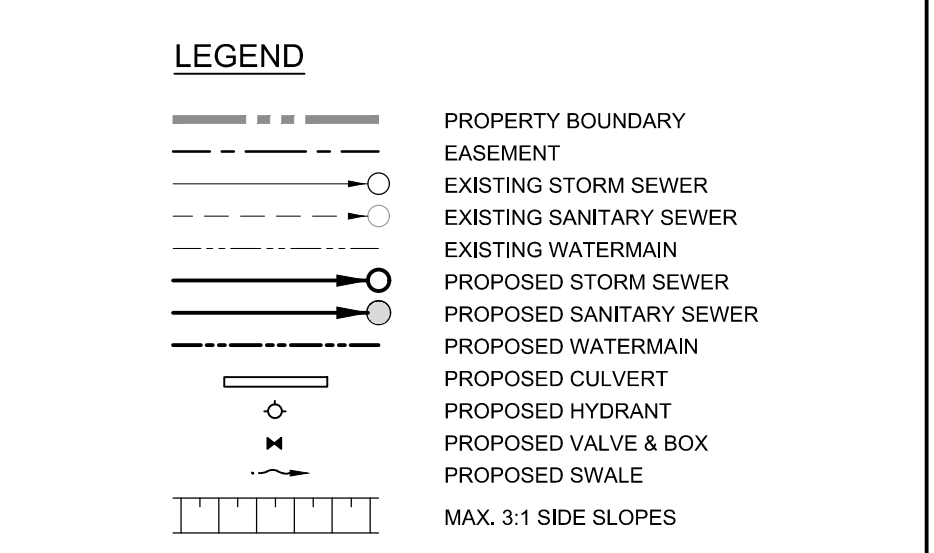 LEGEND
PROPERTY BOUNDARY
EASEMENT
EXISTING STORM SEWER
EXISTING SANITARY SEWER
EXISTING WATERMAIN
PROPOSED STORM SEWER
PROPOSED SANITARY SEWER
PROPOSED WATERMAIN
PROPOSED CULVERT
PROPOSED HYDRANT
PROPOSED VALVE & BOX
PROPOSED SWALE
MAX. 3:1 SIDE SLOPES